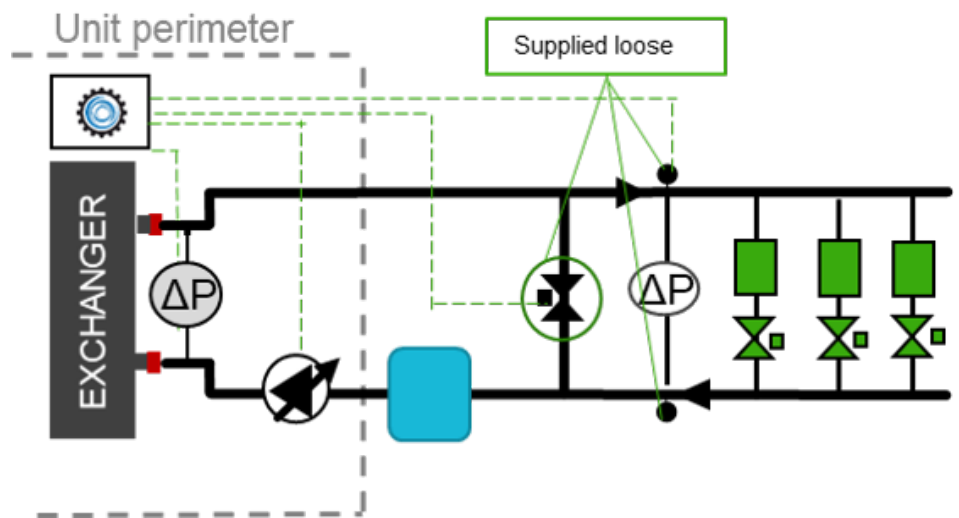 Unit perimeter
Supplied loose
EXCHANGER
ΔP
ΔP